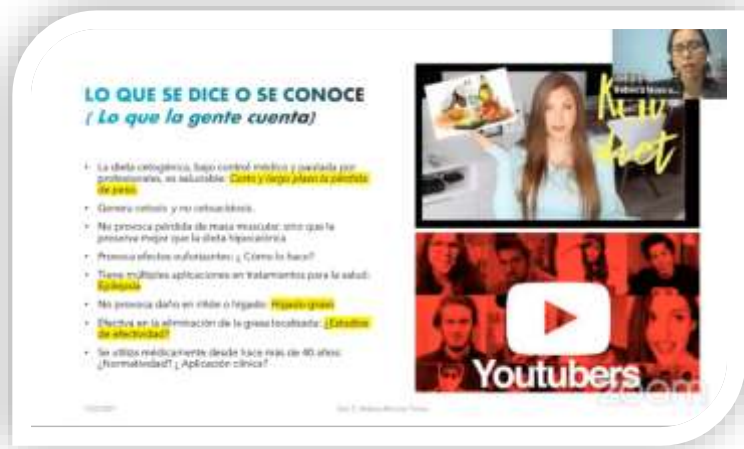 LO QUE SE DICE O SE CONOCE
( Lo que la gente cuenta)
• La dieta cetogénica, bajo control médico y pautada por
profesionales, es saludable. Corto y largo plazo la pérdida
de peso.
• Genera cetosis y no cetoacidosis.
• No provoca pérdida de masa muscular, sino que la
preserva mejor que la dieta hipocalórica
• Provoca efectos euforizantes: ¿ Cómo lo hace?
• Tiene múltiples aplicaciones en tratamientos para la salud:
Epilepsia
• No provoca daño en riñón o hígado: Hígado graso
• Efectiva en la eliminación de la grasa localizada: ¿Estudios
de efectividad?
• Se utiliza médicamente desde hace más de 40 años:
¿Normatividad? ¿ Aplicación clínica?
Keto
diet
Youtubers
zoom